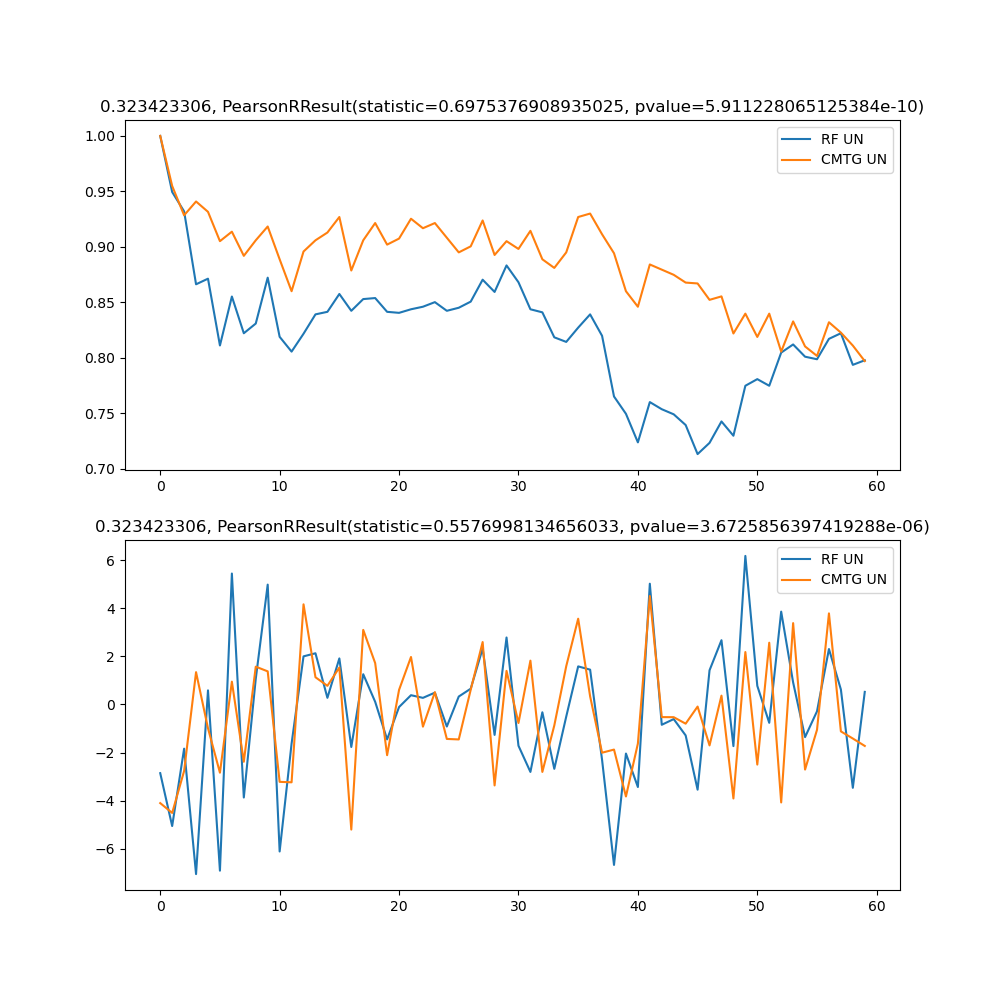 0.323423306, PearsonRResult(statistic=0.6975376908935025, pvalue=5.911228065125384e-10)
RF UN
CMTG UN
1.00
0.95
0.90
0.85
0.80
0.75
0.70
0 10 20 30 40 50 60
0.323423306, PearsonRResult(statistic=0.5576998134656033, pvalue=3.6725856397419288e-06)
RF UN
CMTG UN
6
4
2
0
−2
−4
−6
0 10 20 30 40 50 60